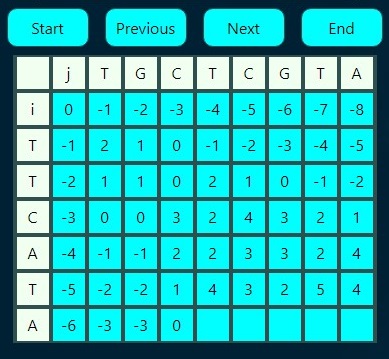 Start Previous Next End
j T G C T C G T A
i 0 -1 -2 -3 -4 -5 -6 -7 -8
T -1 2 1 0 -1 -2 -3 -4 -5
T -2 1 1 0 2 1 0 -1 -2
C -3 0 0 3 2 4 3 2 1
A -4 -1 -1 2 2 3 3 2 4
T -5 -2 -2 1 4 3 2 5 4
A -6 -3 -3 0